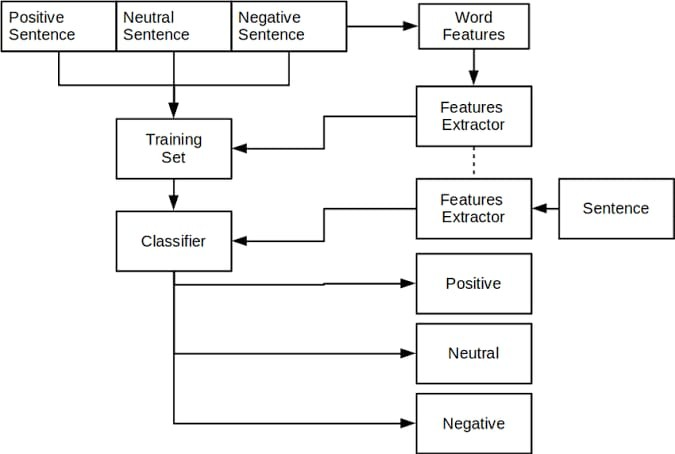 Positive
Sentence
Neutral
Sentence
Negative
Sentence
Word
Features
Features
Extractor
Training
Set
Features
Extractor
Sentence
Classifier
Positive
Neutral
Negative